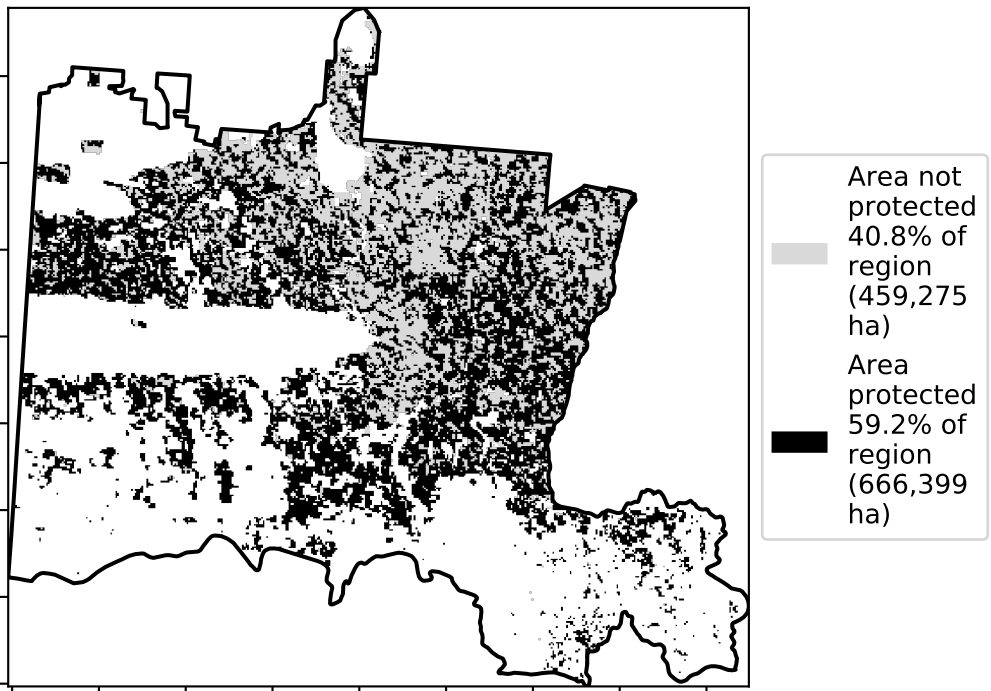 Area not
protected
40.8% of
region
(459,275
ha)
Area
protected
59.2% of
region
(666,399
ha)